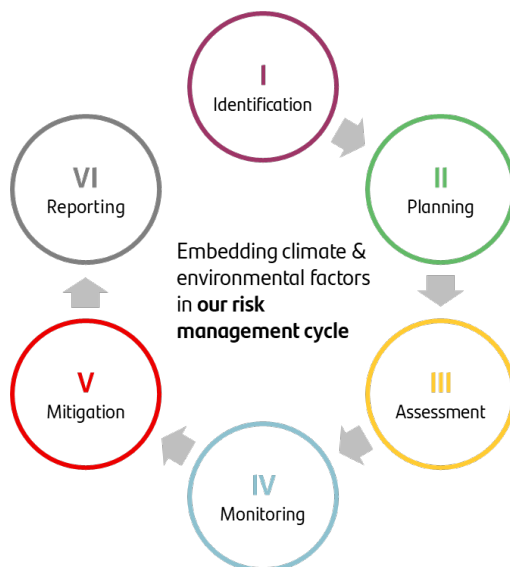 I
Identification
II
Planning
III
Assessment
IV
Monitoring
V
Mitigation
VI
Reporting
Embedding climate &
environmental factors
in our risk
management cycle